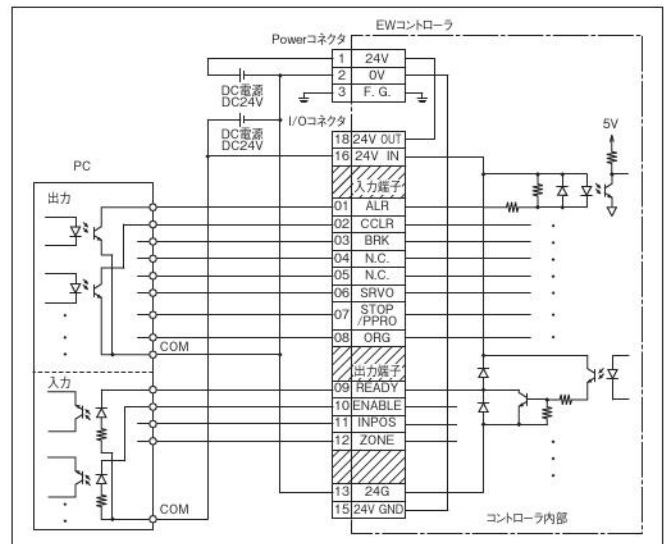 EWコントローラ
Powerコネクタ
1 24V
2 0V
3 F. G.
DC電源
DC24V
I/Oコネクタ
DC電源
DC24V
18 24V OUT
16 24V IN
5V
PC
入力端子
出力
01 ALR
02 CCLR
03 BRK
04 N.C.
05 N.C.
06 SRVO
07 STOP
/PPRO
08 ORG
COM
出力端子
入力
09 READY
10 ENABLE
11 INPOS
12 ZONE
13 24G
COM
15 24V GND
コントローラ内部